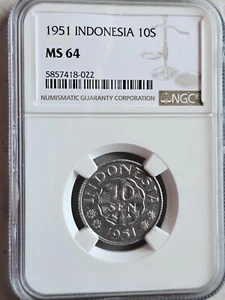 1951 INDONESIA 10S
MS 64
5857418-022
NUMISMATIC GUARANTY CORPORATION
NGC
INDONESIA
10
SEN
1951